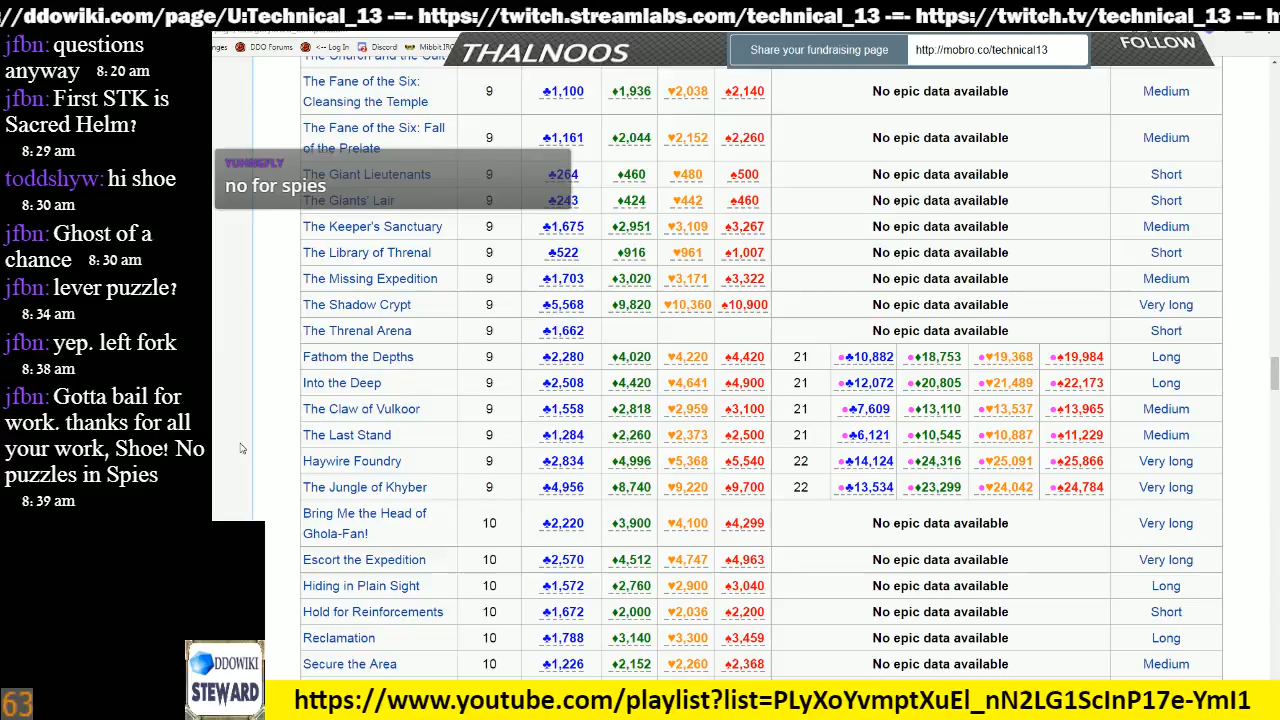 /ddowiki.com/page/U:Technical_13 -=- https://twitch.streamlabs.com/technical_13 -=- https://twitch.tv/technical_13 -=- h
jfbn: questions
anyway 8:20 am
jfbn: First STK is
Sacred Helm?
8:29 am
toddshyw: hi shoe
8:30 am
jfbn: Ghost of a
chance 8:30 am
jfbn: lever puzzle?
8:34 am
jfbn: yep. left fork
8:38 am
jfbn: Gotta bail for
work. thanks for all
your work, Shoe! No
puzzles in Spies
8:39 am
nges DDO Forums <-- Log In Discord Mibbit IRC
THALNOOS
Share your fundraising page http://mobro.co/technical13
FOLLOW
YUHNGFLY
no for spies
The Church and the Cult
The Fane of the Six:
Cleansing the Temple 9 ♣1,100 ♦1,936 ♥2,038 ♠2,140 No epic data available Medium
The Fane of the Six: Fall
of the Prelate 9 ♣1,161 ♦2,044 ♥2,152 ♠2,260 No epic data available Medium
The Giant Lieutenants 9 ♣264 ♦460 ♥480 ♠500 No epic data available Short
The Giants' Lair 9 ♣243 ♦424 ♥442 ♠460 No epic data available Short
The Keeper's Sanctuary 9 ♣1,675 ♦2,951 ♥3,109 ♠3,267 No epic data available Medium
The Library of Threnal 9 ♣522 ♦916 ♥961 ♠1,007 No epic data available Short
The Missing Expedition 9 ♣1,703 ♦3,020 ♥3,171 ♠3,322 No epic data available Medium
The Shadow Crypt 9 ♣5,568 ♦9,820 ♥10,360 ♠10,900 No epic data available Very long
The Threnal Arena 9 ♣1,662 No epic data available Short
Fathom the Depths 9 ♣2,280 ♦4,020 ♥4,220 ♠4,420 21 ●♣10,882 ●♦18,753 ●♥19,368 ●♠19,984 Long
Into the Deep 9 ♣2,508 ♦4,420 ♥4,641 ♠4,900 21 ●♣12,072 ●♦20,805 ●♥21,489 ●♠22,173 Long
The Claw of Vulkoor 9 ♣1,558 ♦2,818 ♥2,959 ♠3,100 21 ●♣7,609 ●♦13,110 ●♥13,537 ●♠13,965 Medium
The Last Stand 9 ♣1,284 ♦2,260 ♥2,373 ♠2,500 21 ●♣6,121 ●♦10,545 ●♥10,887 ●♠11,229 Medium
Haywire Foundry 9 ♣2,834 ♦4,996 ♥5,368 ♠5,540 22 ●♣14,124 ●♦24,316 ●♥25,091 ●♠25,866 Very long
The Jungle of Khyber 9 ♣4,956 ♦8,740 ♥9,220 ♠9,700 22 ●♣13,534 ●♦23,299 ●♥24,042 ●♠24,784 Very long
Bring Me the Head of
Ghola-Fan! 10 ♣2,220 ♦3,900 ♥4,100 ♠4,299 No epic data available Very long
Escort the Expedition 10 ♣2,570 ♦4,512 ♥4,747 ♠4,963 No epic data available Very long
Hiding in Plain Sight 10 ♣1,572 ♦2,760 ♥2,900 ♠3,040 No epic data available Long
Hold for Reinforcements 10 ♣1,672 ♦2,000 ♥2,036 ♠2,200 No epic data available Short
Reclamation 10 ♣1,788 ♦3,140 ♥3,300 ♠3,459 No epic data available Long
Secure the Area 10 ♣1,226 ♦2,152 ♥2,260 ♠2,368 No epic data available Medium
63
DDOWIKI
STEWARD
https://www.youtube.com/playlist?list=PLyXoYvmptXuEl_nN2LG1ScInP17e-YmI1